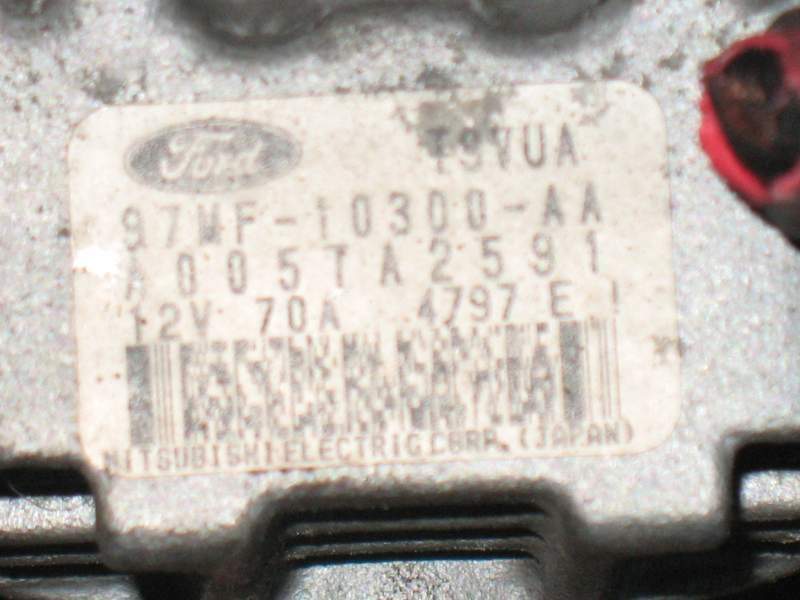 Ford T9VUA
97MF-10300-AA
A005TA2591
12V 70A 4797 E !
MITSUBISHI ELECTRIC CORP. (JAPAN)